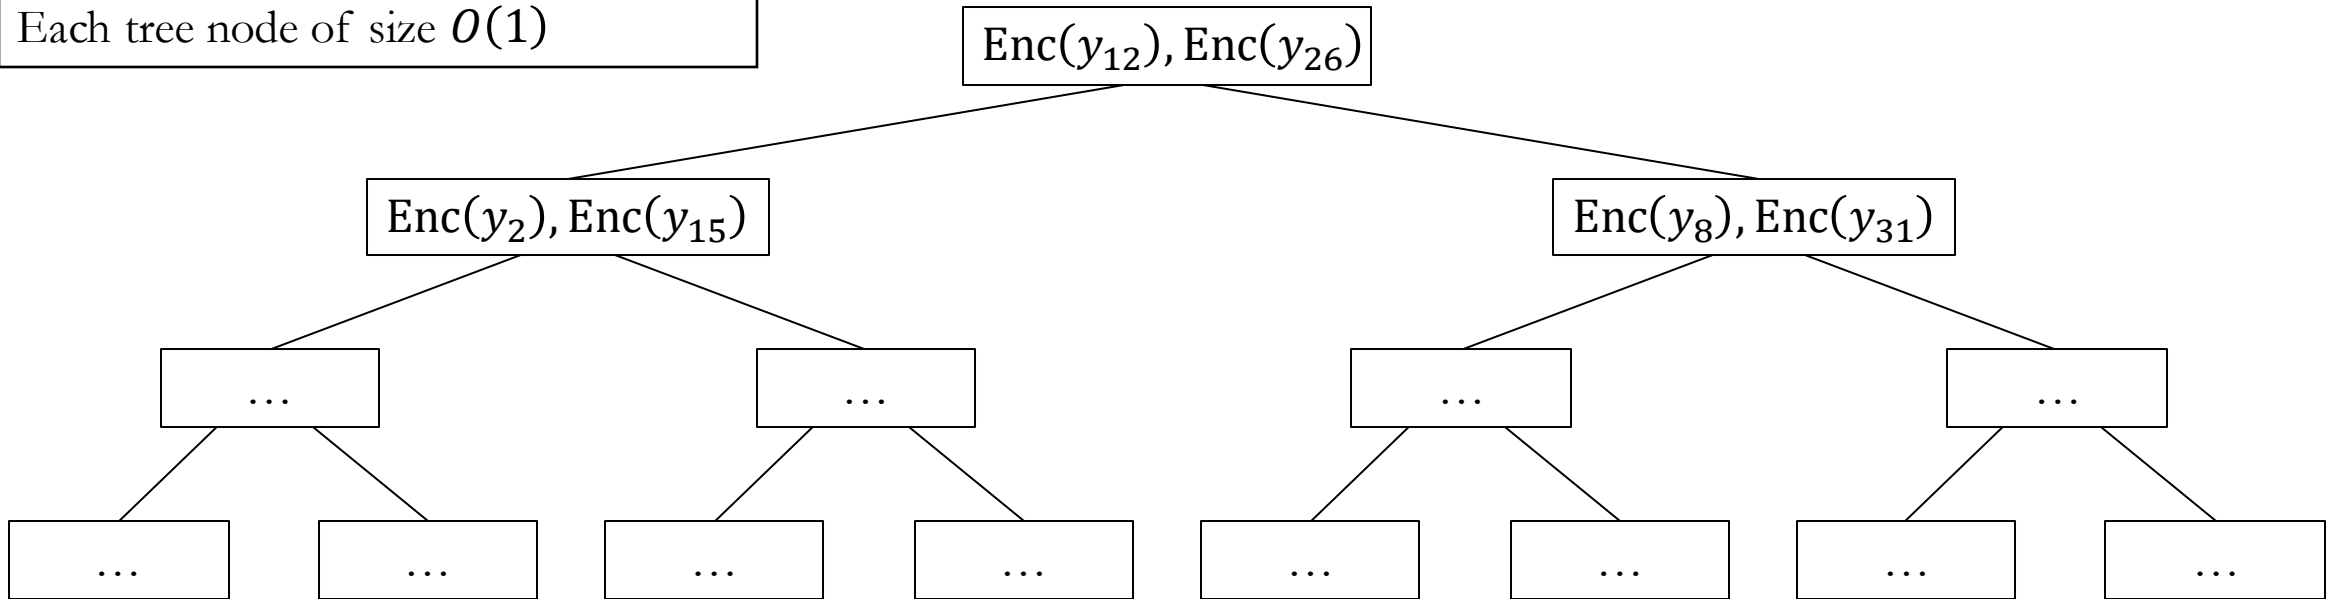 Each tree node of size O(1)
Enc(y₁₂), Enc(y₂₆)
Enc(y₂), Enc(y₁₅)
Enc(y₈), Enc(y₃₁)
… … … …
… … … … … … … …